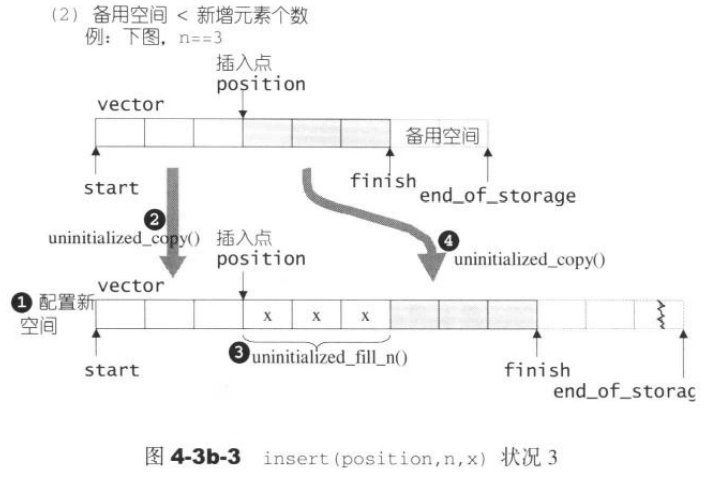 (2) 备用空间 < 新增元素个数
例：下图，n==3
插入点
position
vector
备用空间
start
finish
end_of_storage
❷
uninitialized_copy()
插入点
position
❹
uninitialized_copy()
vector
❶ 配置新
空间
x x x
start
❸ uninitialized_fill_n()
finish
end_of_storag
图 4-3b-3 insert(position,n,x) 状况 3